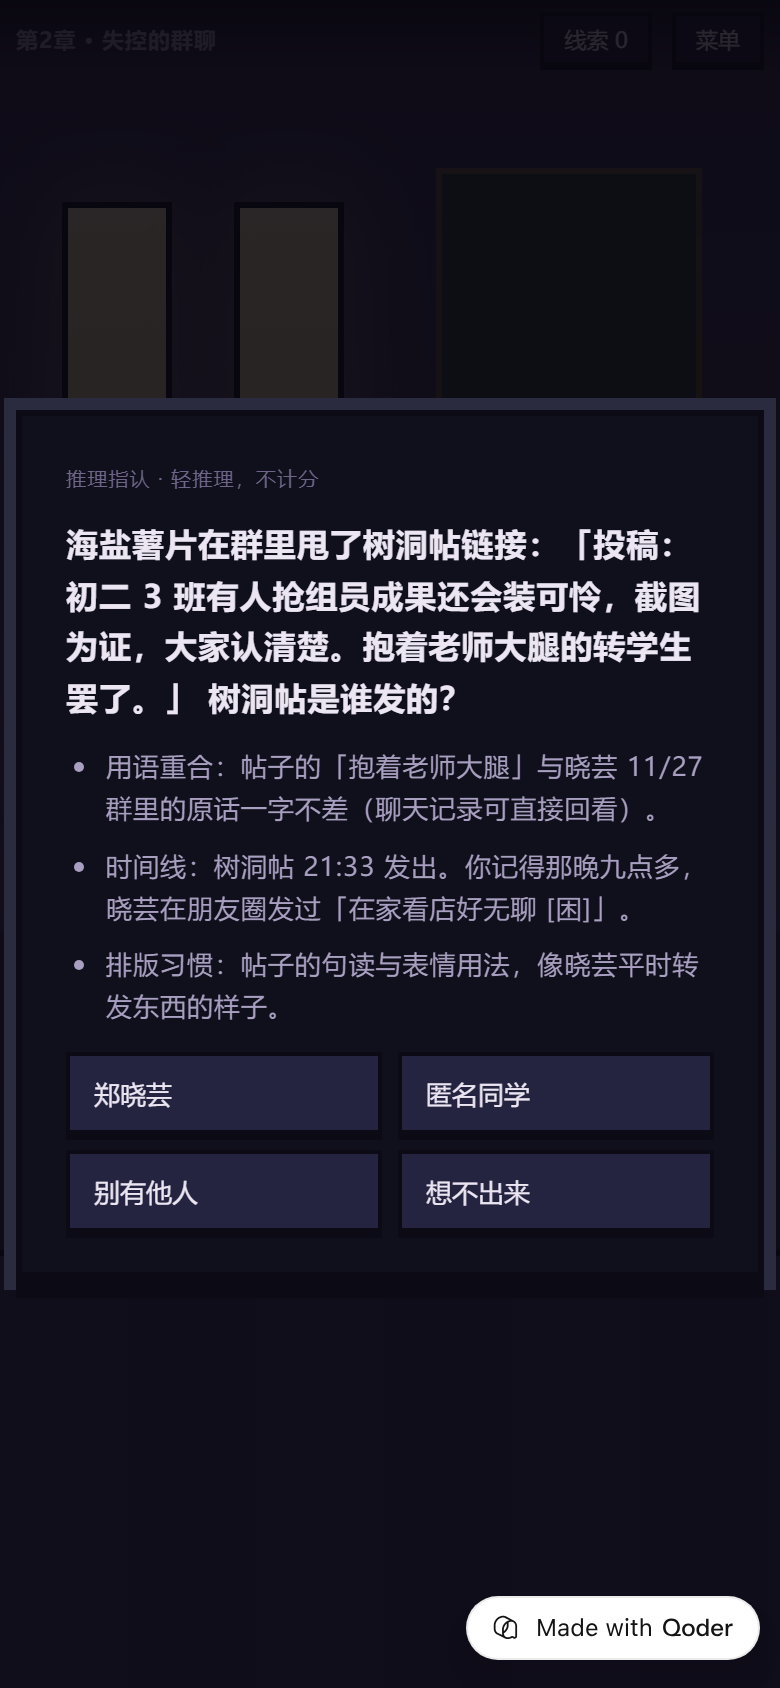 第2章 · 失控的群聊
线索 0
菜单
推理指认 · 轻推理，不计分
海盐薯片在群里甩了树洞帖链接：「投稿：
初二 3 班有人抢组员成果还会装可怜，截图
为证，大家认清楚。抱着老师大腿的转学生
罢了。」 树洞帖是谁发的？
用语重合：帖子的「抱着老师大腿」与晓芸 11/27
群里的原话一字不差（聊天记录可直接回看）。
时间线：树洞帖 21:33 发出。你记得那晚九点多，
晓芸在朋友圈发过「在家看店好无聊 [困]」。
排版习惯：帖子的句读与表情用法，像晓芸平时转
发东西的样子。
郑晓芸
匿名同学
别有他人
想不出来
Made with Qoder